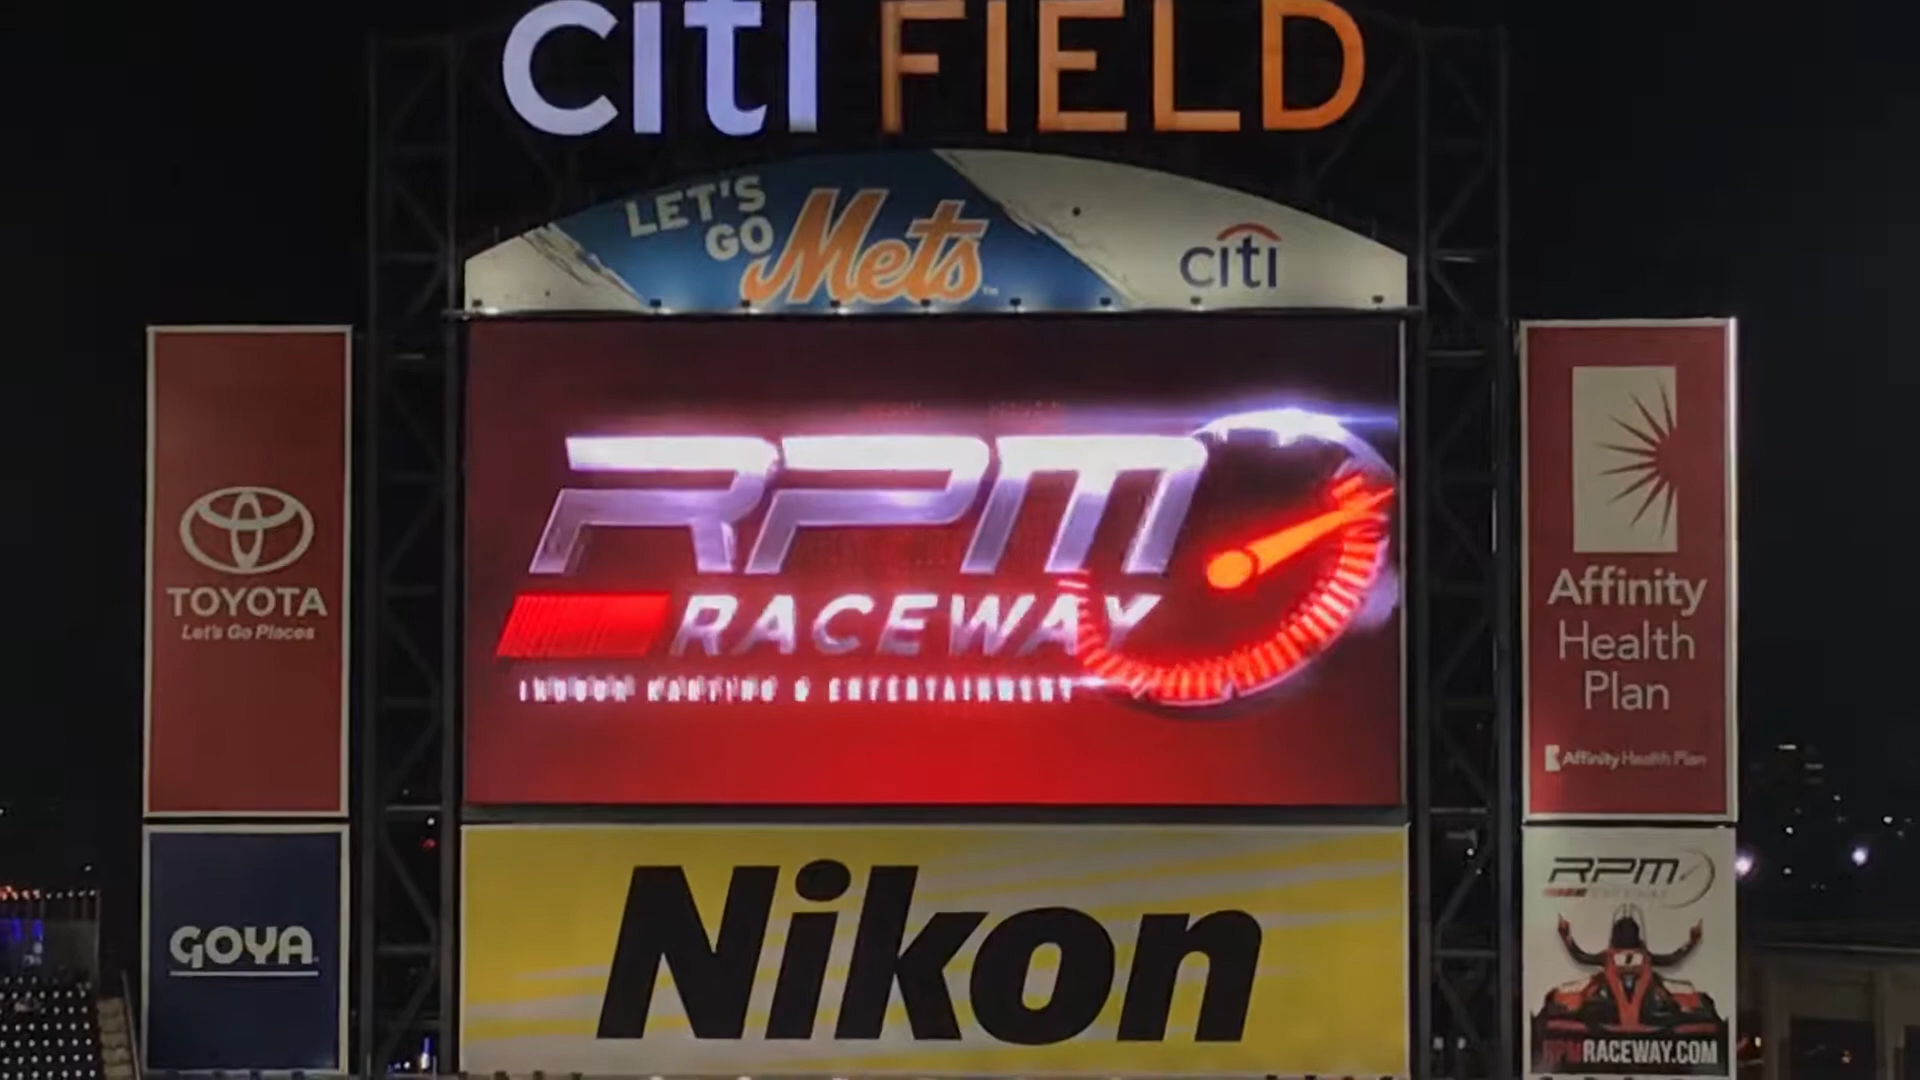 citi FIELD
LET'S
GO Mets
citi
TOYOTA
Let's Go Places
RPM
RACEWAY
INDOOR KARTING & ENTERTAINMENT
Affinity
Health
Plan
Affinity Health Plan
GOYA
Nikon
RPM
RACEWAY
RPMRACEWAY.COM